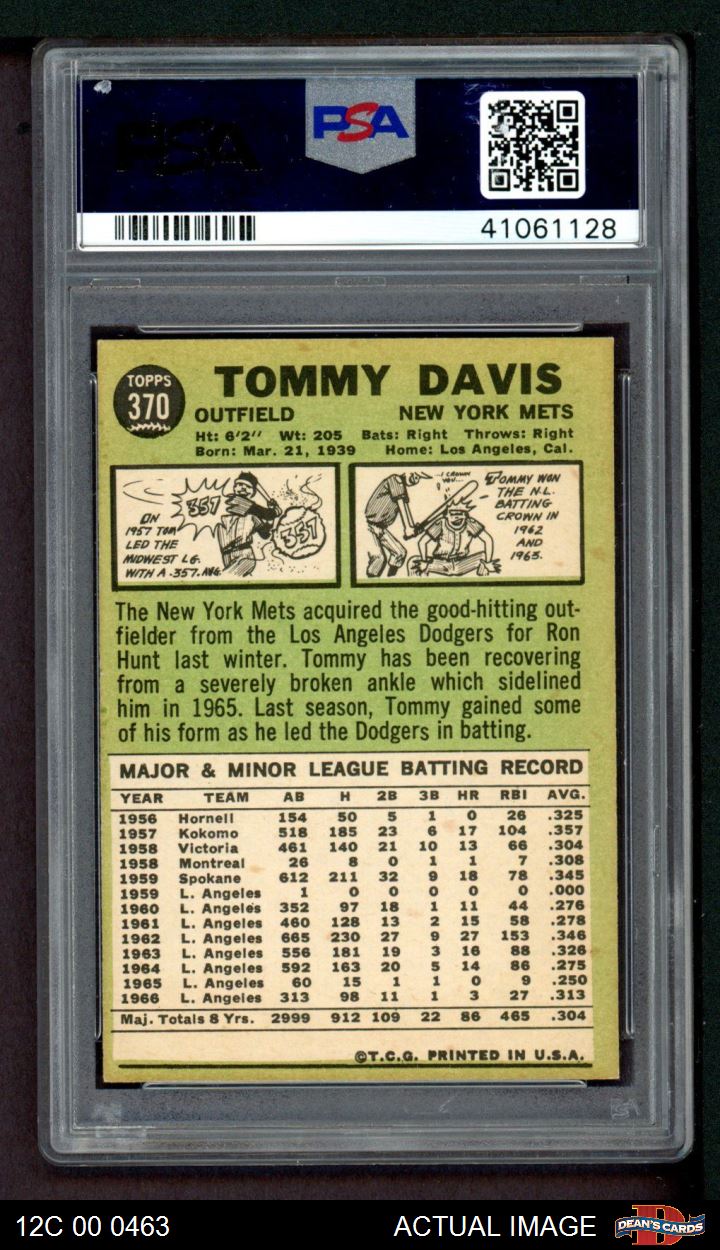 PSA
PSA
41061128
TOPPS
370
TOMMY DAVIS
OUTFIELD NEW YORK METS
Ht: 6'2" Wt: 205 Bats: Right Throws: Right
Born: Mar. 21, 1939 Home: Los Angeles, Cal.
ON
1957 TOM
LED THE
MIDWEST LG.
WITH A .357. AVG.
357
357
I CROWN
YOU...
TOMMY WON
THE N.L.
BATTING
CROWN IN
1962
AND
1963.
The New York Mets acquired the good-hitting out-
fielder from the Los Angeles Dodgers for Ron
Hunt last winter. Tommy has been recovering
from a severely broken ankle which sidelined
him in 1965. Last season, Tommy gained some
of his form as he led the Dodgers in batting.
MAJOR & MINOR LEAGUE BATTING RECORD
YEAR TEAM AB H 2B 3B HR RBI AVG.
1956 Hornell 154 50 5 1 0 26 .325
1957 Kokomo 518 185 23 6 17 104 .357
1958 Victoria 461 140 21 10 13 66 .304
1958 Montreal 26 8 0 1 1 7 .308
1959 Spokane 612 211 32 9 18 78 .345
1959 L. Angeles 1 0 0 0 0 0 .000
1960 L. Angeles 352 97 18 1 11 44 .276
1961 L. Angeles 460 128 13 2 15 58 .278
1962 L. Angeles 665 230 27 9 27 153 .346
1963 L. Angeles 556 181 19 3 16 88 .326
1964 L. Angeles 592 163 20 5 14 86 .275
1965 L. Angeles 60 15 1 1 0 9 .250
1966 L. Angeles 313 98 11 1 3 27 .313
Maj. Totals 8 Yrs. 2999 912 109 22 86 465 .304
©T.C.G. PRINTED IN U.S.A.
12C 00 0463 ACTUAL IMAGE DEAN'S CARDS